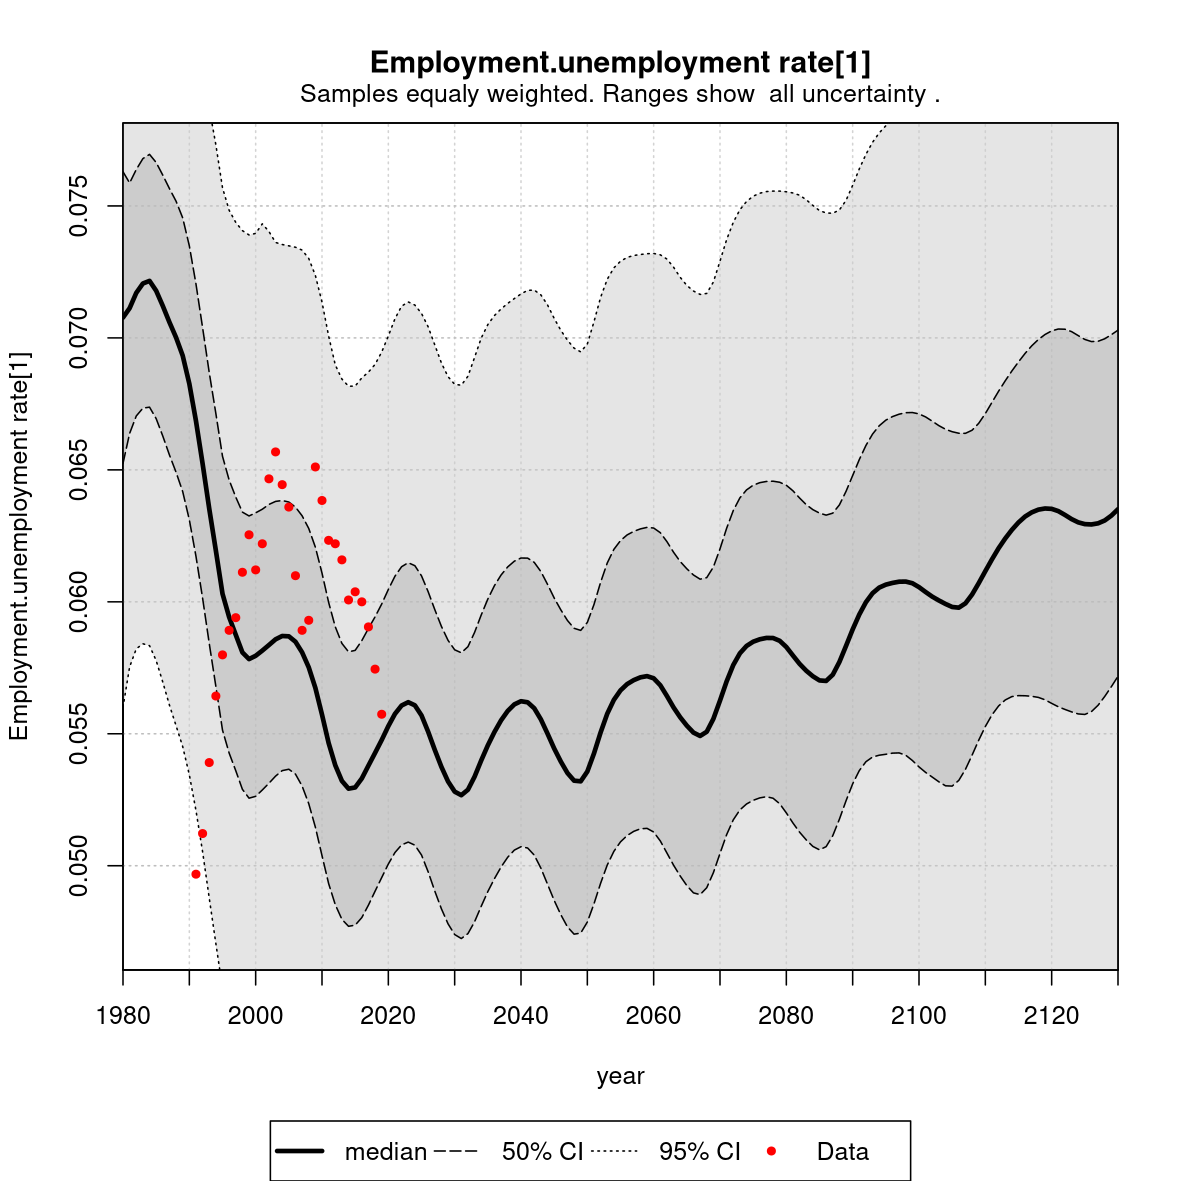 Employment.unemployment rate[1]
Samples equaly weighted. Ranges show  all uncertainty .
Employment.unemployment rate[1]
0.075
0.070
0.065
0.060
0.055
0.050
1980 2000 2020 2040 2060 2080 2100 2120
year
median 50% CI 95% CI Data